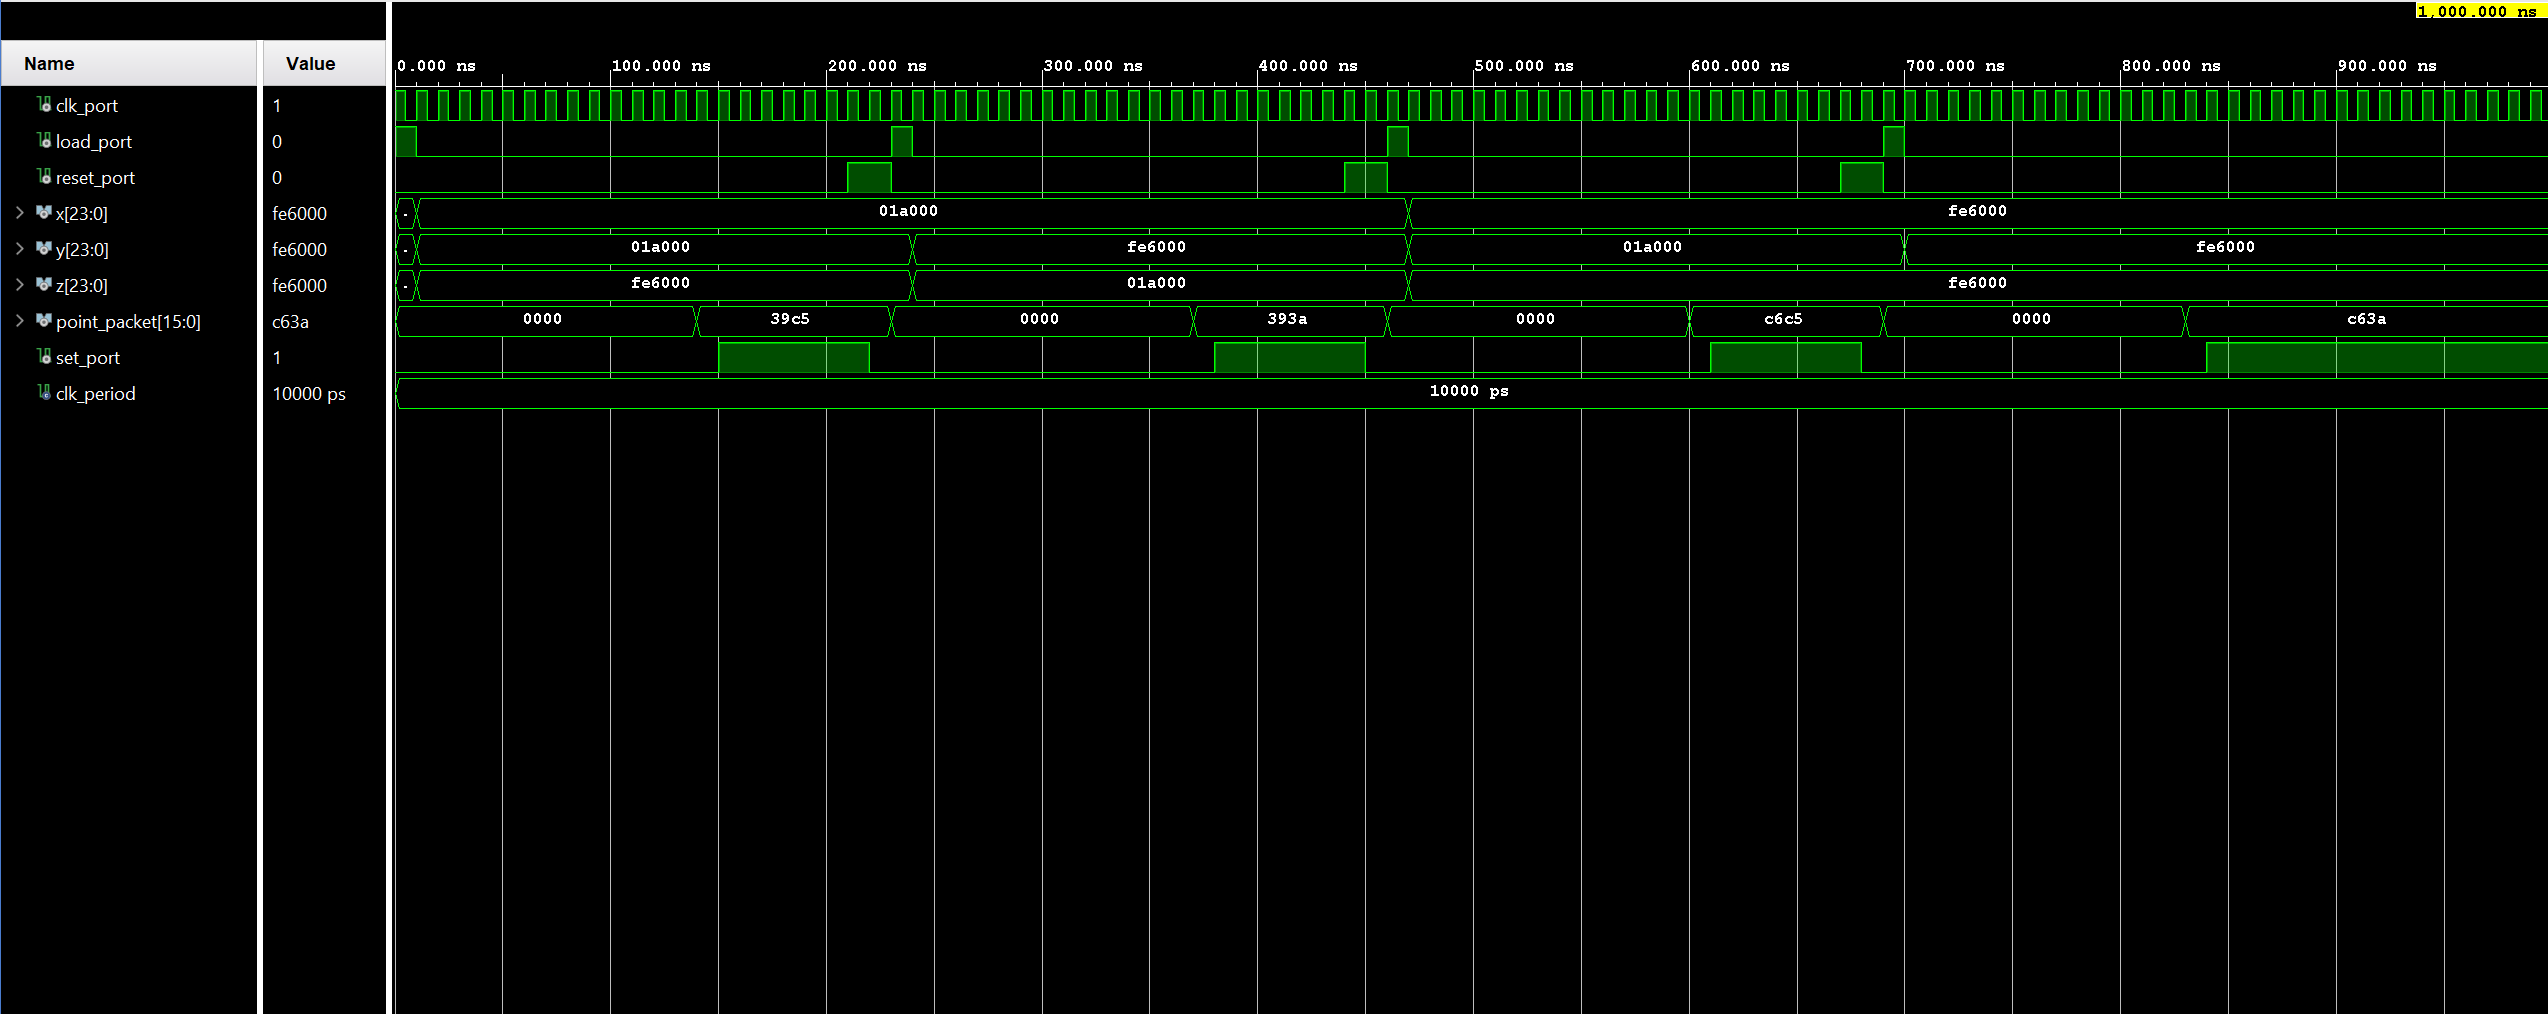 1,000.000 ns
Name Value 0.000 ns 100.000 ns 200.000 ns 300.000 ns 400.000 ns 500.000 ns 600.000 ns 700.000 ns 800.000 ns 900.000 ns
clk_port 1
load_port 0
reset_port 0
x[23:0] fe6000 . 01a000 fe6000
y[23:0] fe6000 . 01a000 fe6000 01a000 fe6000
z[23:0] fe6000 . fe6000 01a000 fe6000
point_packet[15:0] c63a 0000 39c5 0000 393a 0000 c6c5 0000 c63a
set_port 1
clk_period 10000 ps 10000 ps